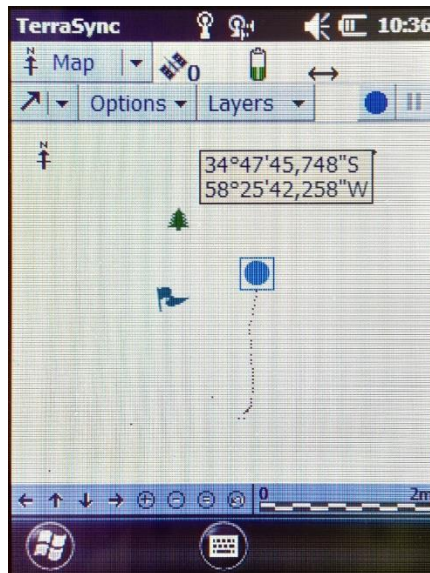 TerraSync 10:36
N Map 0
Options Layers
N
34°47'45,748"S
58°25'42,258"W
0 2m